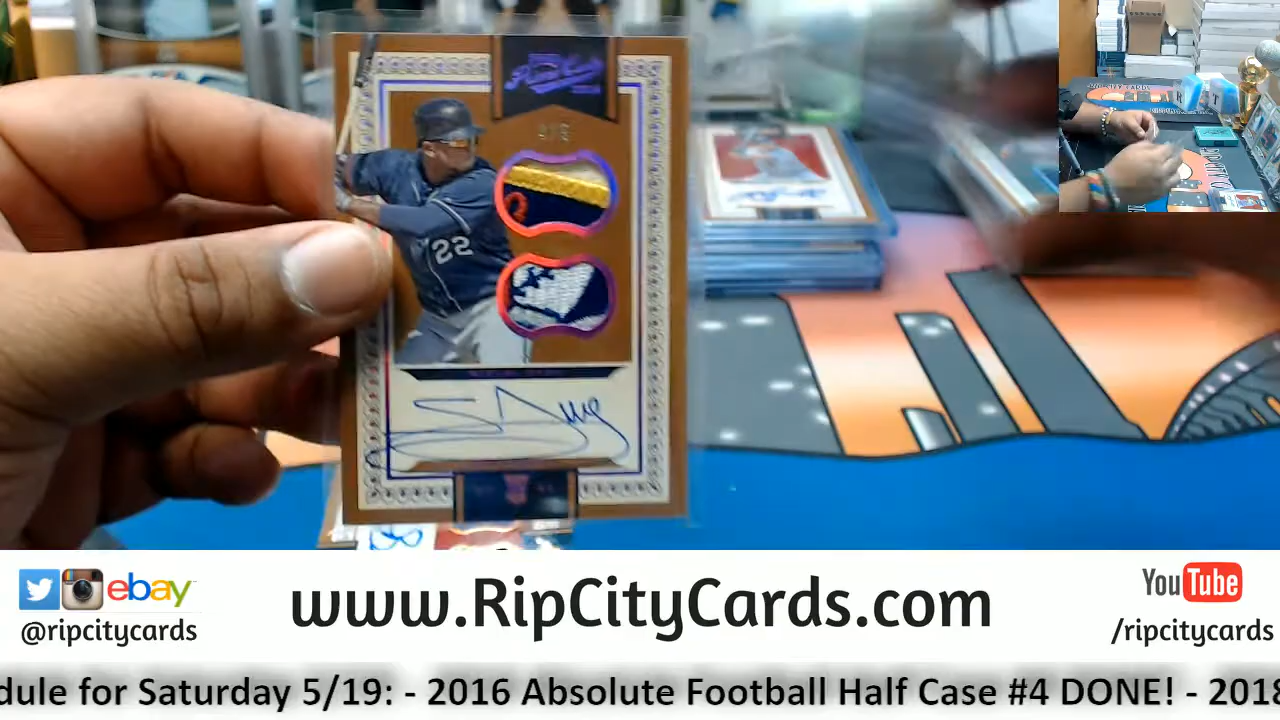 22
ebay
@ripcitycards
www.RipCityCards.com
YouTube
/ripcitycards
dule for Saturday 5/19: - 2016 Absolute Football Half Case #4 DONE! - 2018